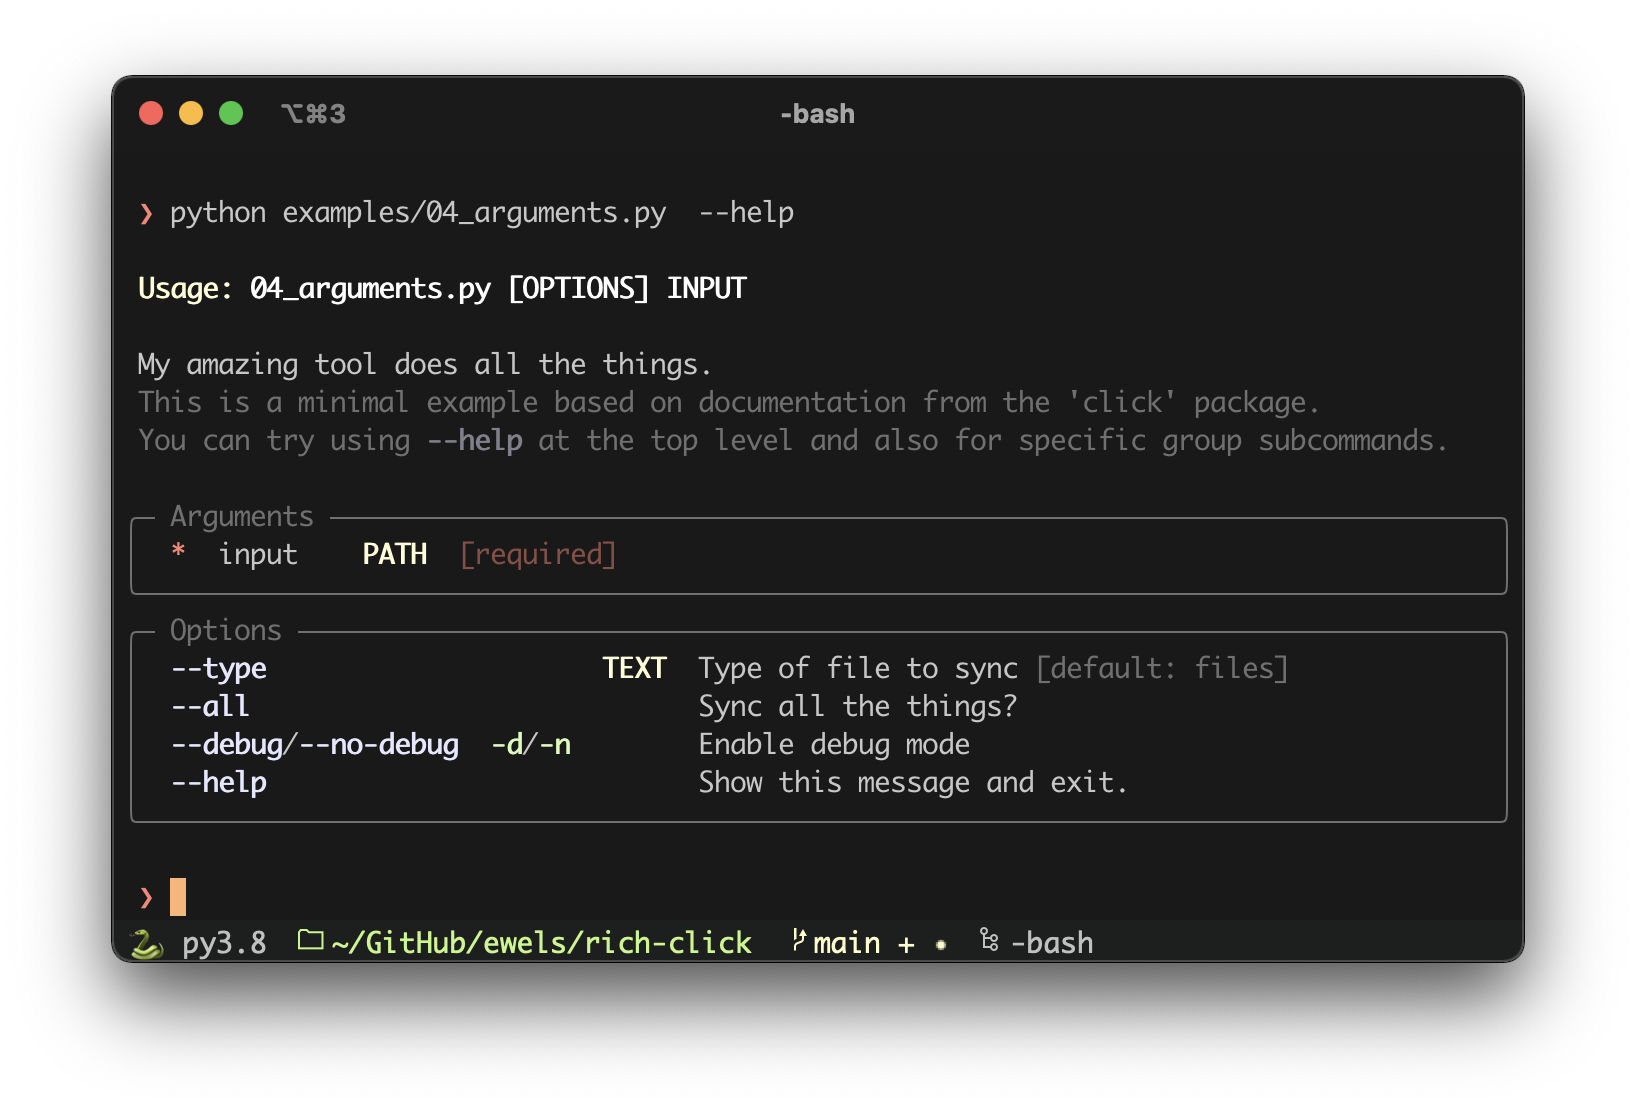 ⌥⌘3 -bash
❯ python examples/04_arguments.py  --help
Usage: 04_arguments.py [OPTIONS] INPUT
My amazing tool does all the things.
This is a minimal example based on documentation from the 'click' package.
You can try using --help at the top level and also for specific group subcommands.
Arguments
* input PATH [required]
Options
--type TEXT Type of file to sync [default: files]
--all Sync all the things?
--debug/--no-debug -d/-n Enable debug mode
--help Show this message and exit.
❯
py3.8 ~/GitHub/ewels/rich-click main + • -bash